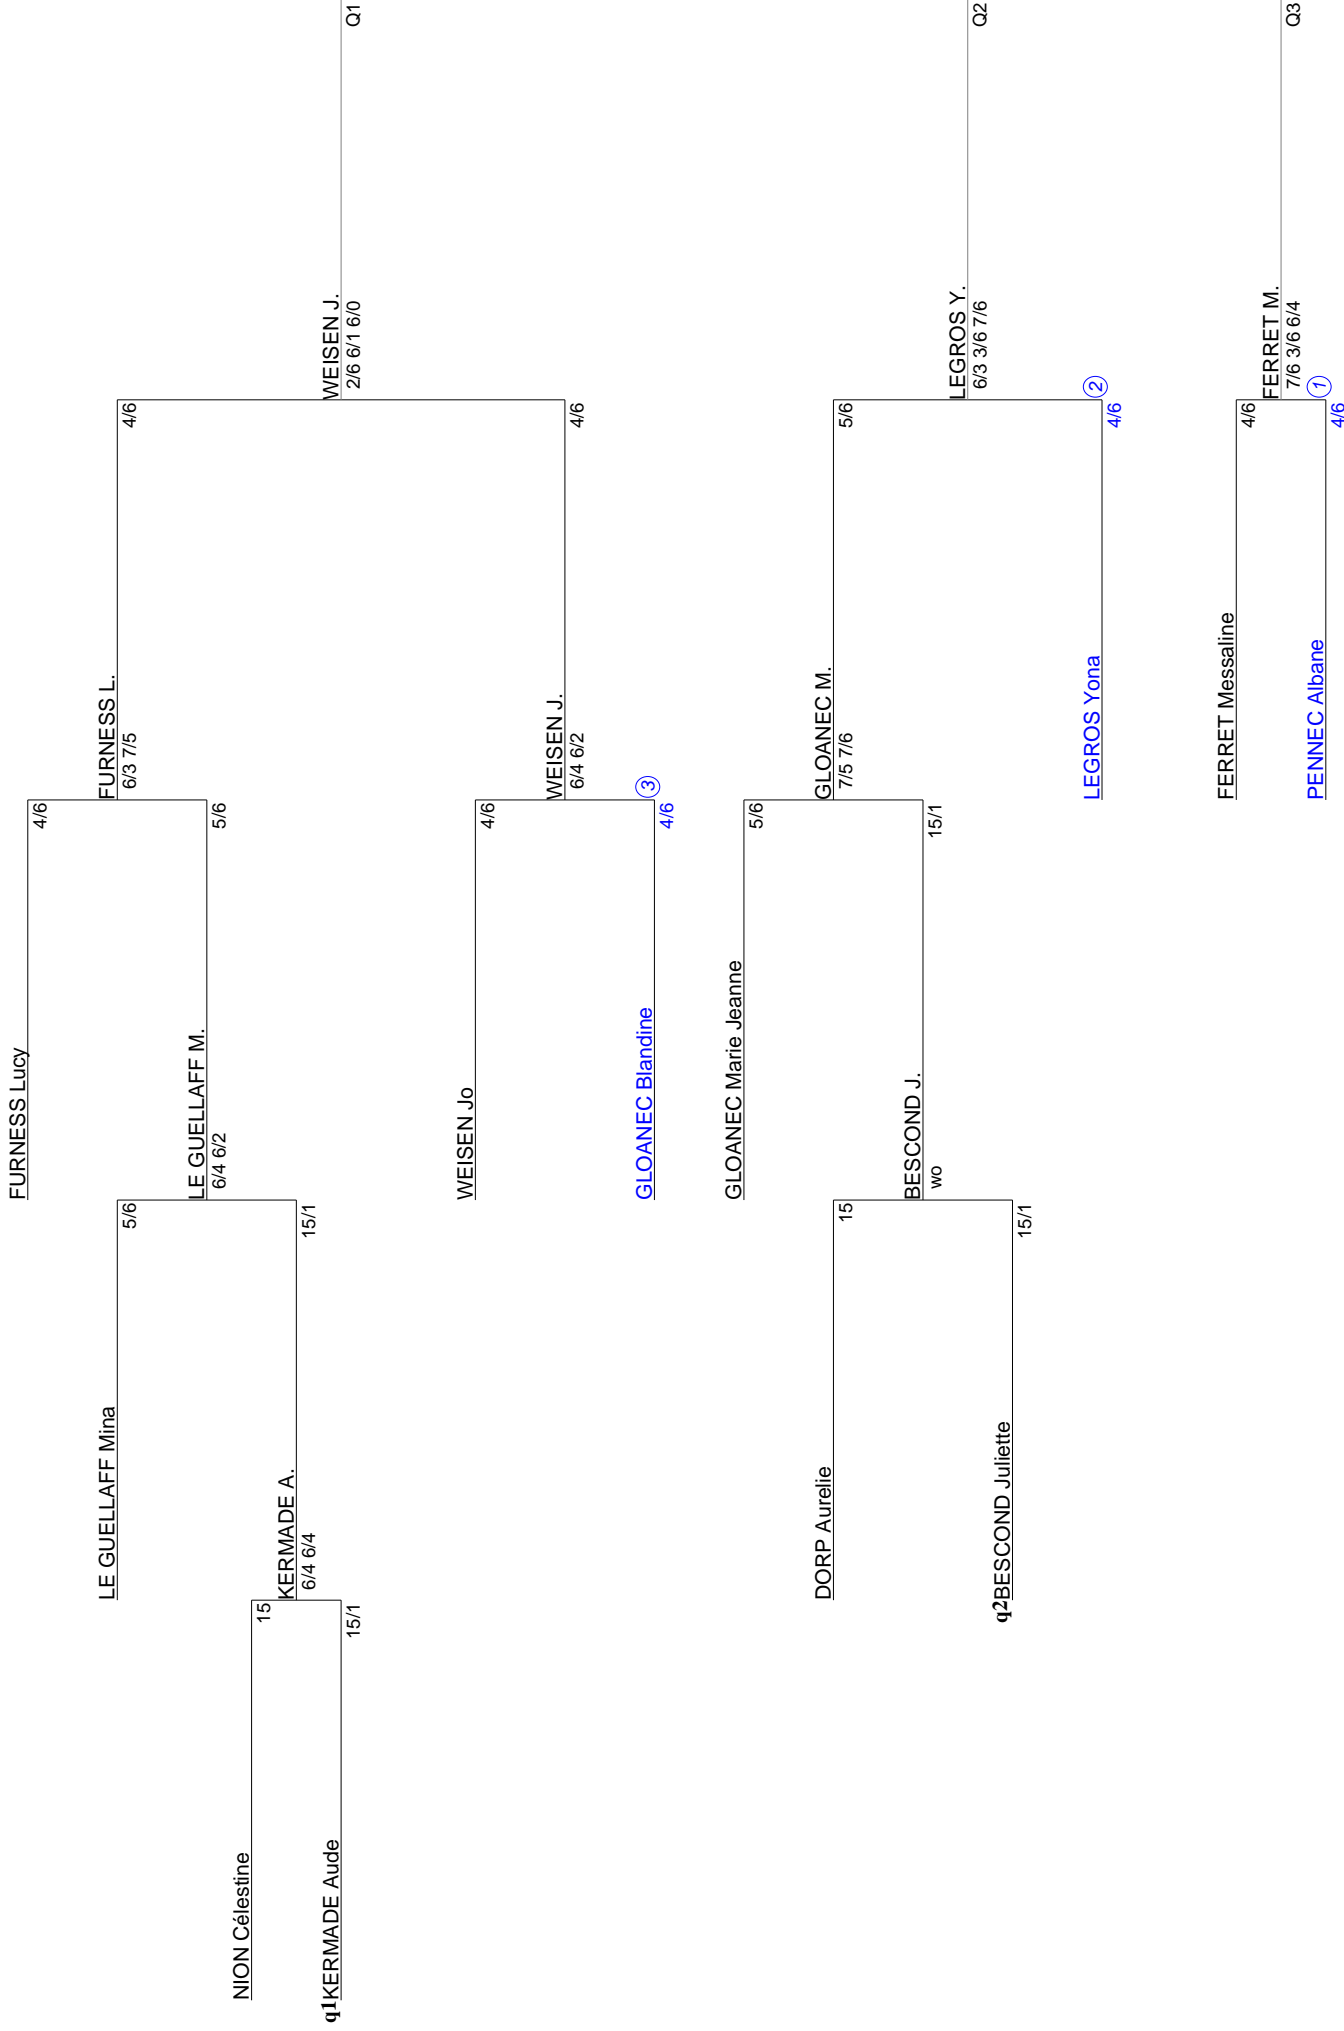 FURNESS Lucy
4/6
FURNESS L.
6/3 7/5
LE GUELLAFF Mina
5/6
LE GUELLAFF M.
6/4 6/2
5/6
NION Célestine
15
KERMADE A.
6/4 6/4
15/1
q1KERMADE Aude
15/1
4/6
WEISEN J.
2/6 6/1 6/0
Q1
WEISEN Jo
4/6
WEISEN J.
6/4 6/2
4/6
GLOANEC Blandine
4/6
3
GLOANEC Marie Jeanne
5/6
GLOANEC M.
7/5 7/6
5/6
DORP Aurelie
15
BESCOND J.
wo
15/1
q2BESCOND Juliette
15/1
LEGROS Y.
6/3 3/6 7/6
Q2
LEGROS Yona
4/6
2
FERRET Messaline
4/6
FERRET M.
7/6 3/6 6/4
Q3
PENNEC Albane
4/6
1